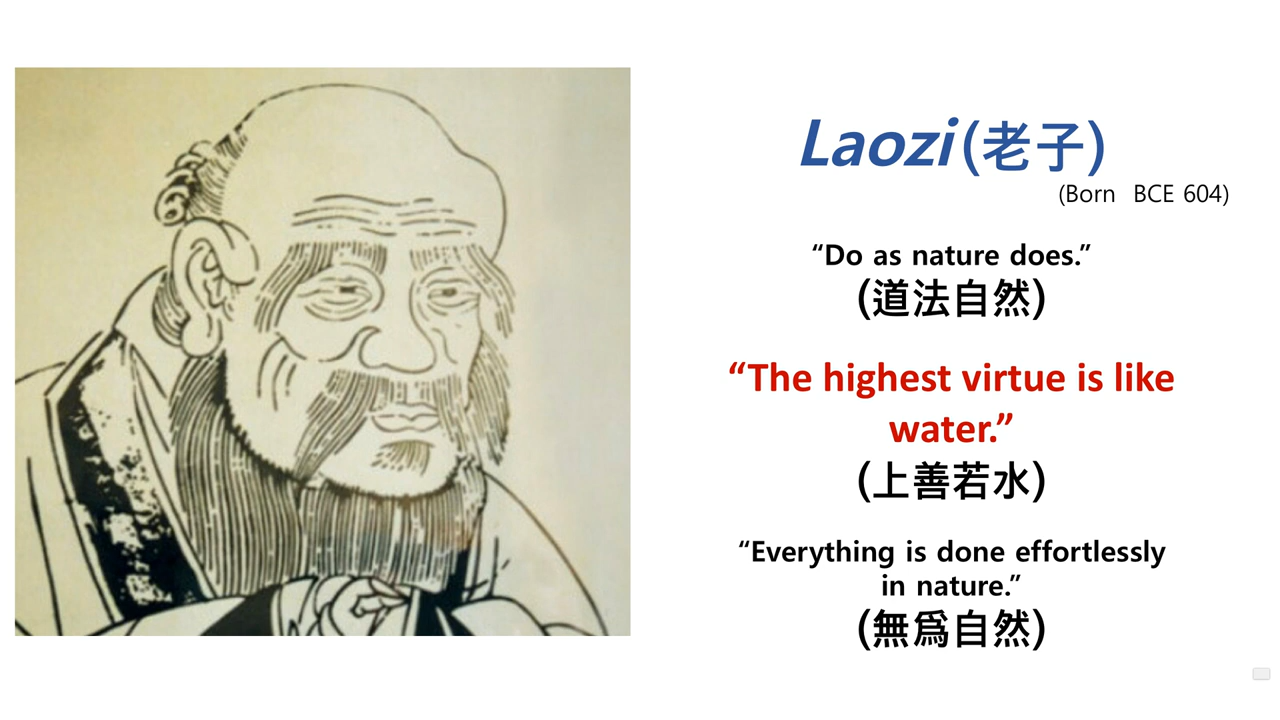 Laozi (老子)
(Born BCE 604)
“Do as nature does.”
(道法自然)
“The highest virtue is like
water.”
(上善若水)
“Everything is done effortlessly
in nature.”
(無爲自然)